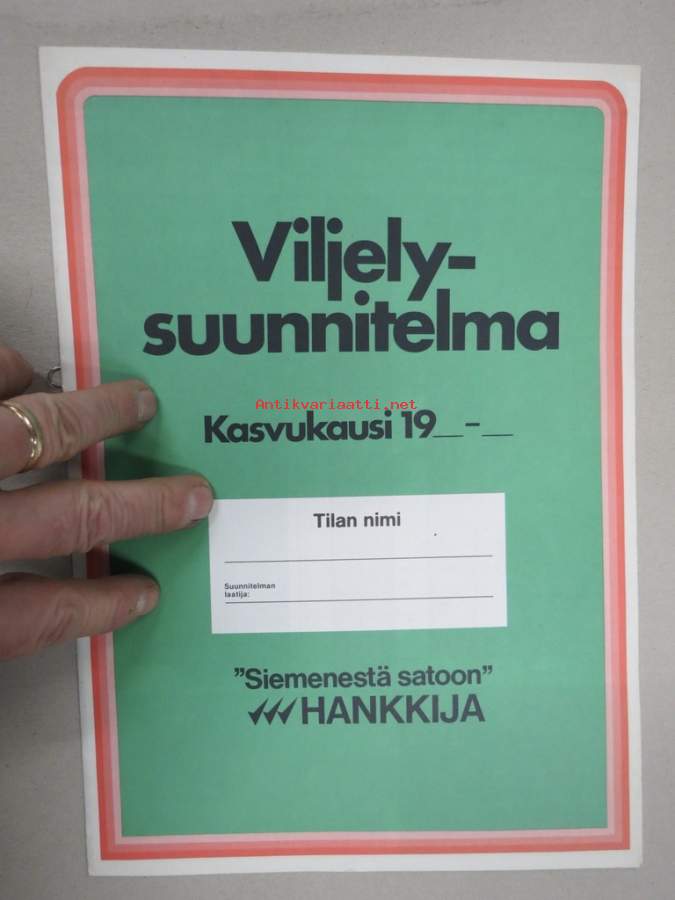 Viljely-
suunnitelma
Antikvariaatti.net
Kasvukausi 19__-__
Tilan nimi
Suunnitelman
laatija:
"Siemenestä satoon"
HANKKIJA